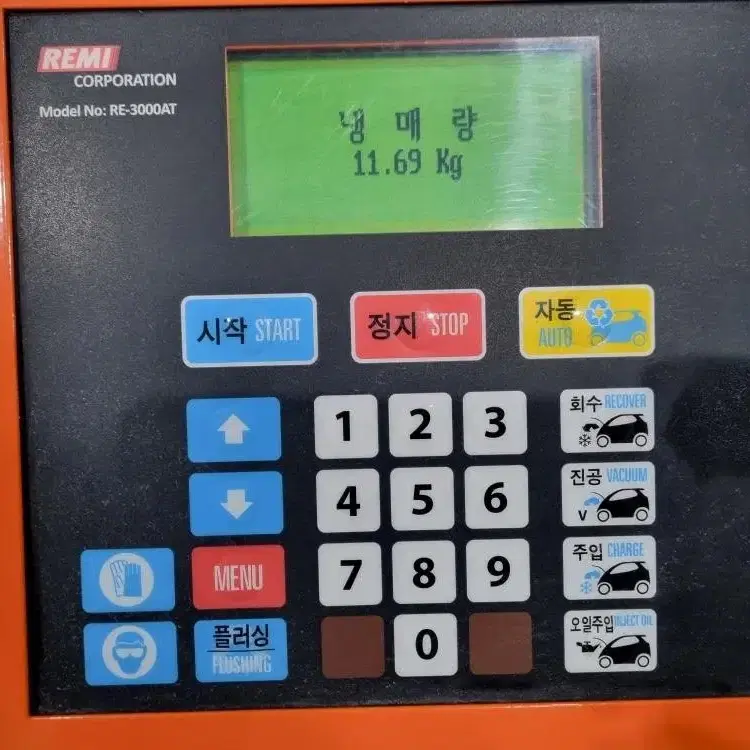 REMI
CORPORATION
Model No: RE-3000AT
냉 매 량
11.69 Kg
시작 START
정지 STOP
자동
AUTO
1 2 3
회수 RECOVER
4 5 6
진공 VACUUM
V
MENU
7 8 9
주입 CHARGE
플러싱
FLUSHING
0
오일주입 INJECT OIL